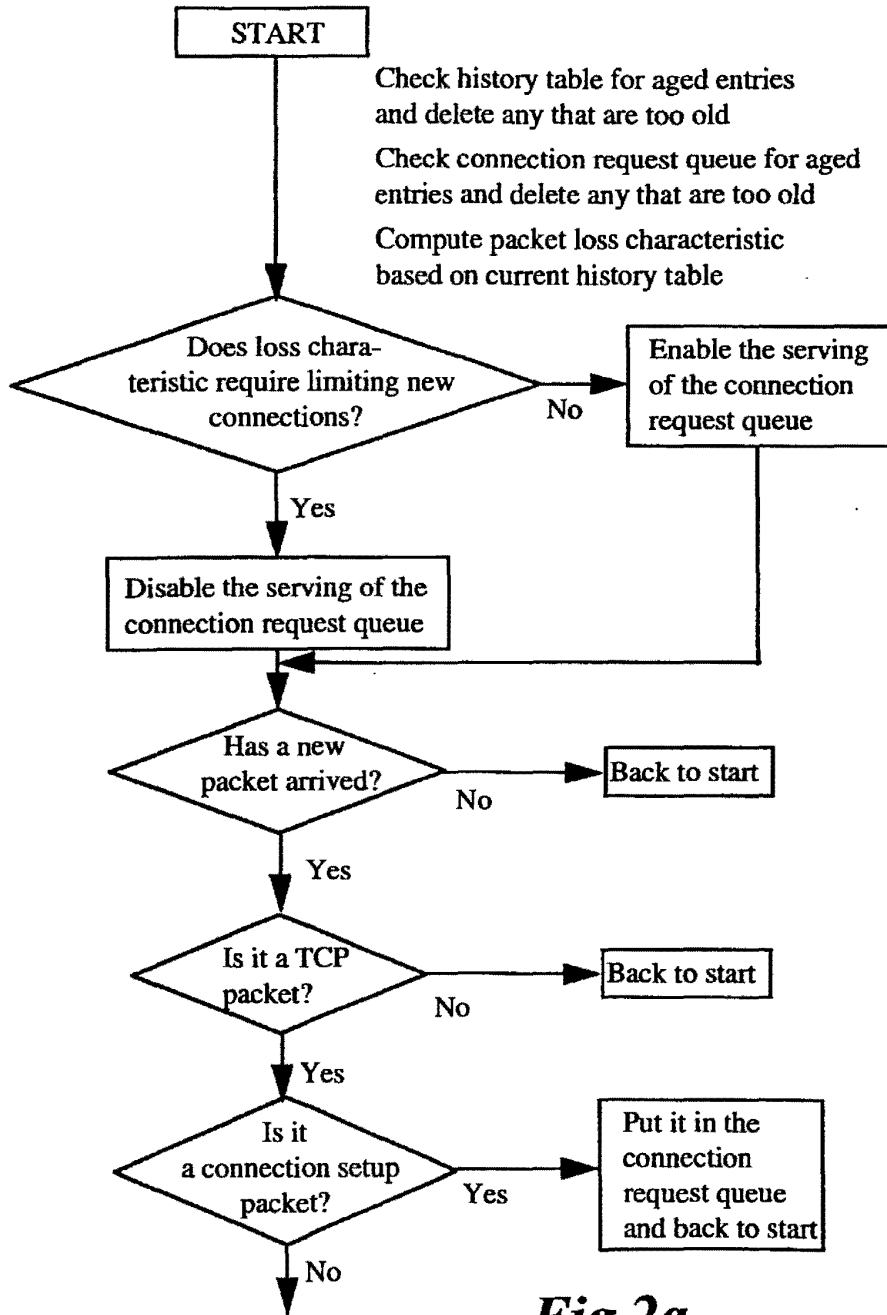 START
Check history table for aged entries
and delete any that are too old
Check connection request queue for aged
entries and delete any that are too old
Compute packet loss characteristic
based on current history table
Does loss chara-
teristic require limiting new
connections?
No
Enable the serving
of the connection
request queue
Yes
Disable the serving of the
connection request queue
Has a new
packet arrived?
No
Back to start
Yes
Is it a TCP
packet?
No
Back to start
Yes
Is it
a connection setup
packet?
Yes
Put it in the
connection
request queue
and back to start
No
Fig 2a